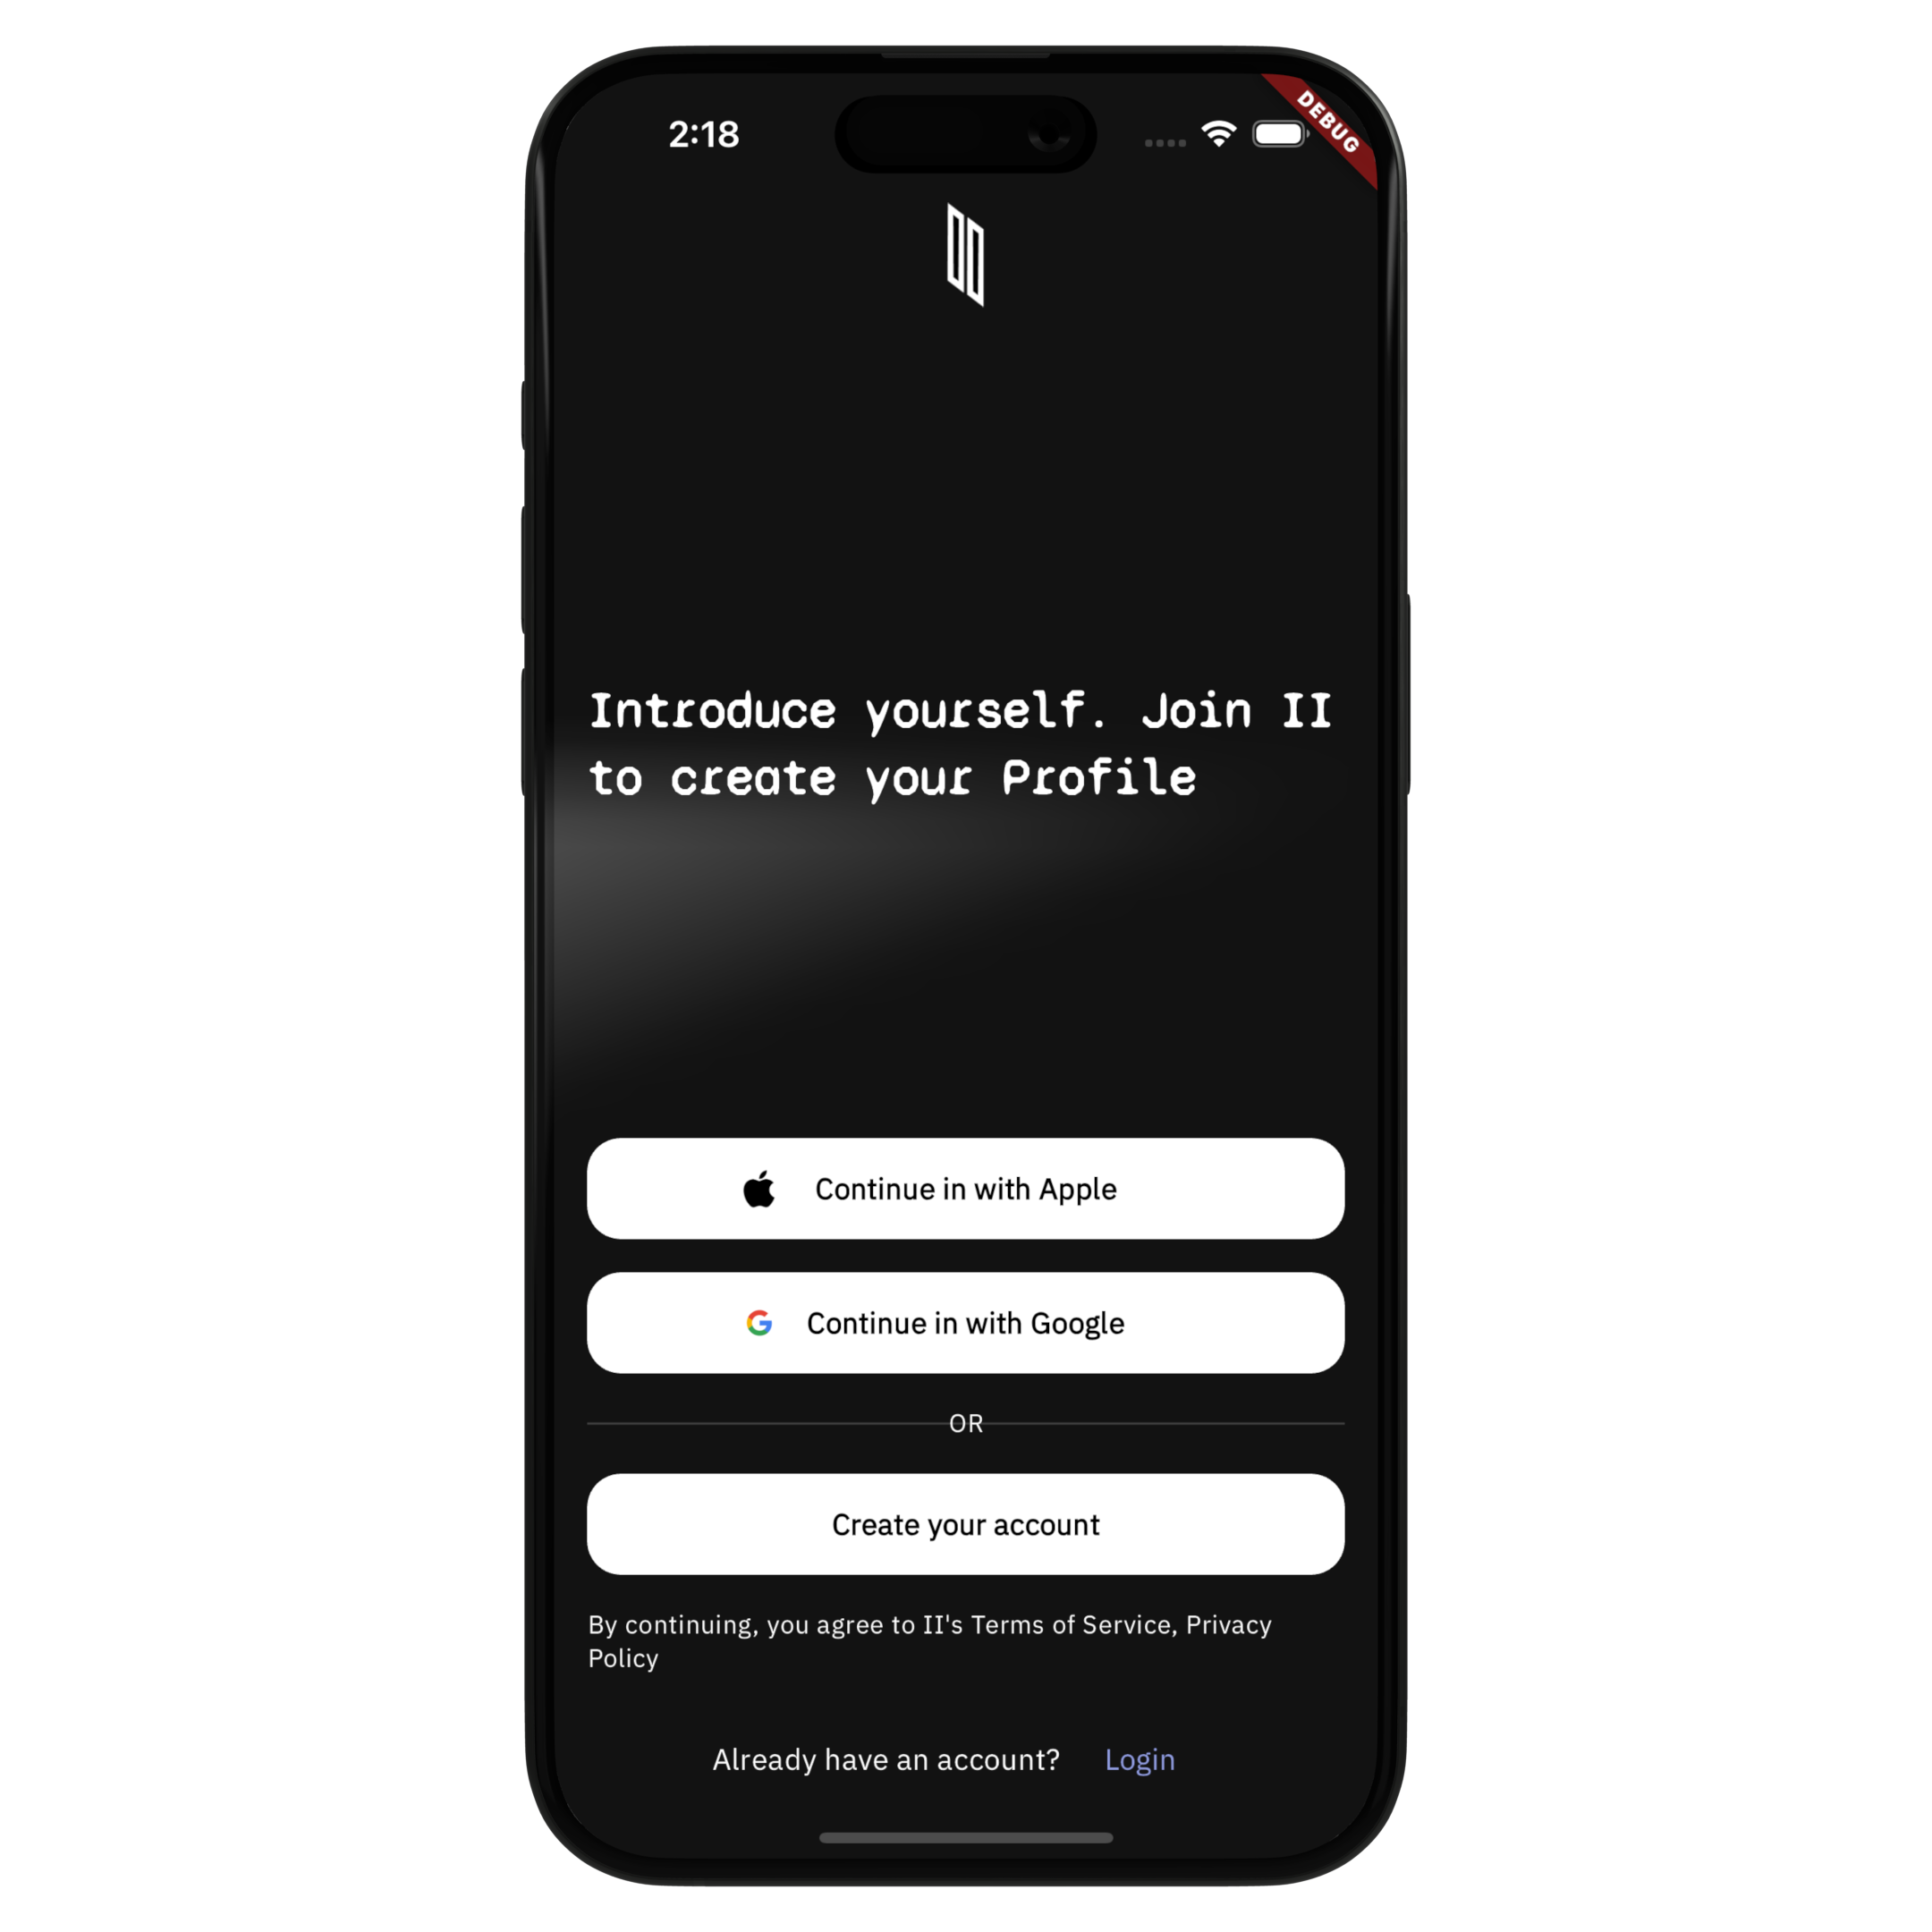 2:18
DEBUG
Introduce yourself. Join II
to create your Profile
Continue in with Apple
Continue in with Google
OR
Create your account
By continuing, you agree to II's Terms of Service, Privacy
Policy
Already have an account? Login